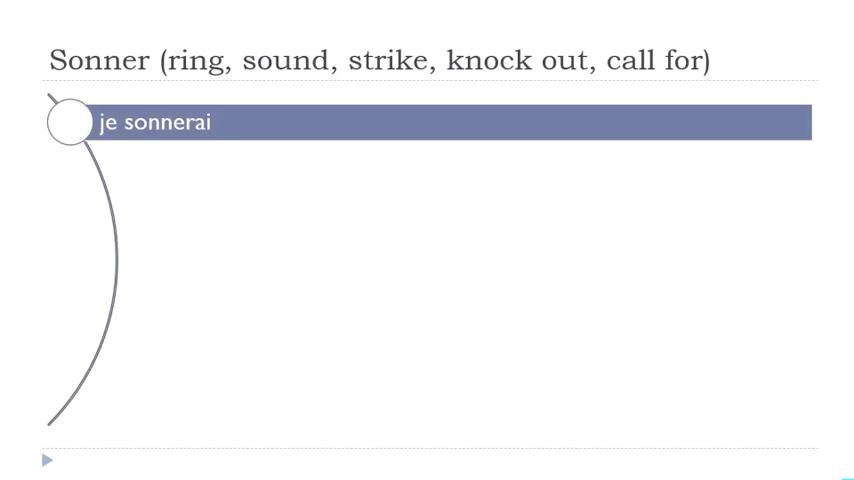 Sonner (ring, sound, strike, knock out, call for)
je sonnerai